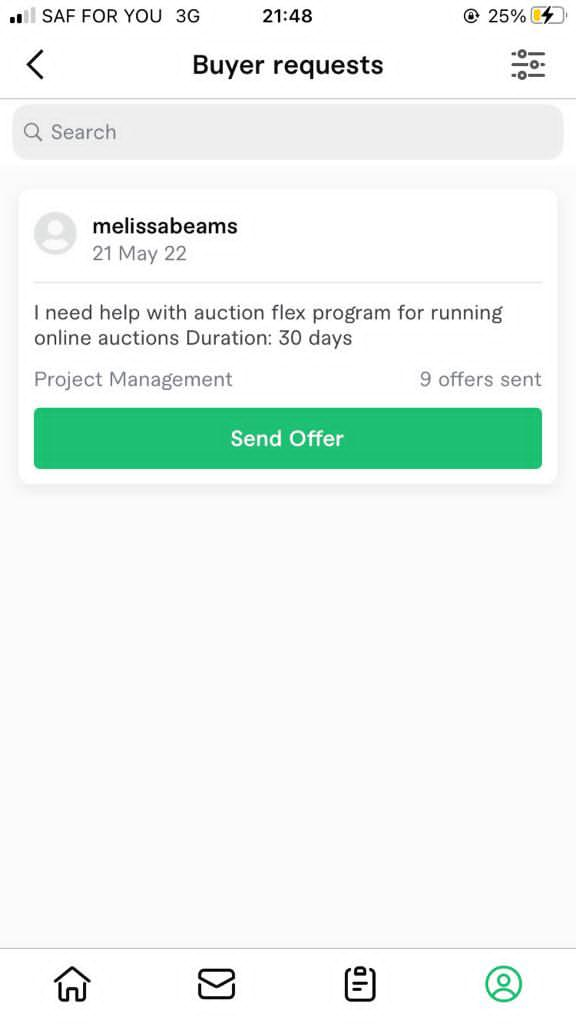 SAF FOR YOU 3G 21:48 25%
Buyer requests
Search
melissabeams
21 May 22
I need help with auction flex program for running
online auctions Duration: 30 days
Project Management 9 offers sent
Send Offer